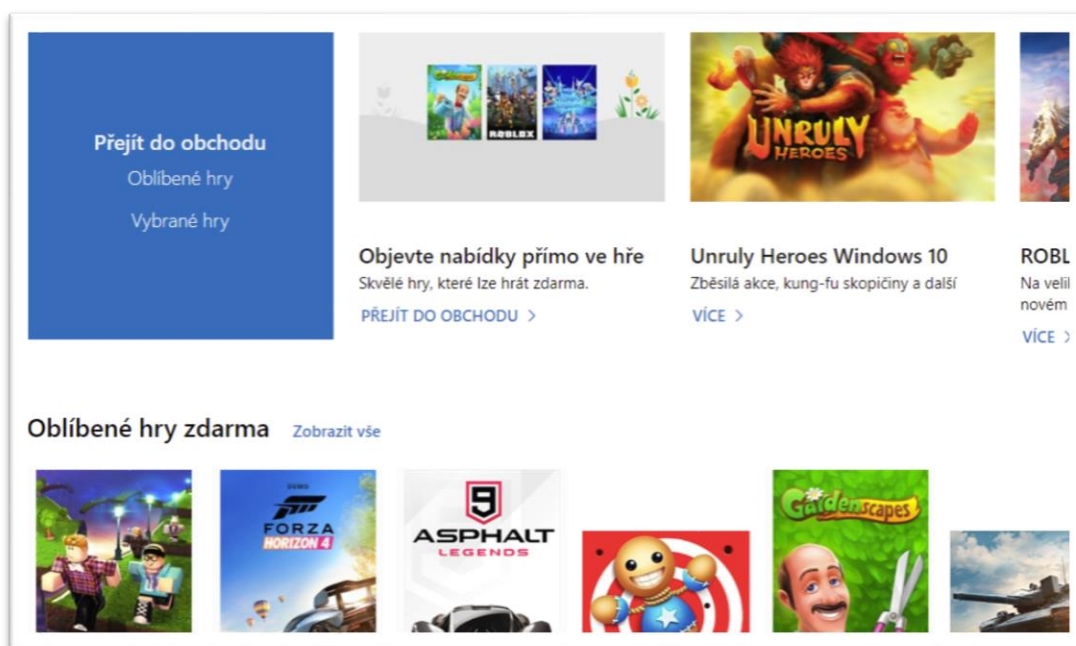 Přejít do obchodu
Oblíbené hry
Vybrané hry
ROBLOX
UNRULY
HEROES
Objevte nabídky přímo ve hře
Skvělé hry, které lze hrát zdarma.
PŘEJÍT DO OBCHODU >
Unruly Heroes Windows 10
Zběsilá akce, kung-fu skopičiny a další
VÍCE >
ROBL
Na velil
novém
VÍCE >
Oblíbené hry zdarma Zobrazit vše
DEMO
FORZA
HORIZON 4
9
ASPHALT
LEGENDS
Gardenscapes